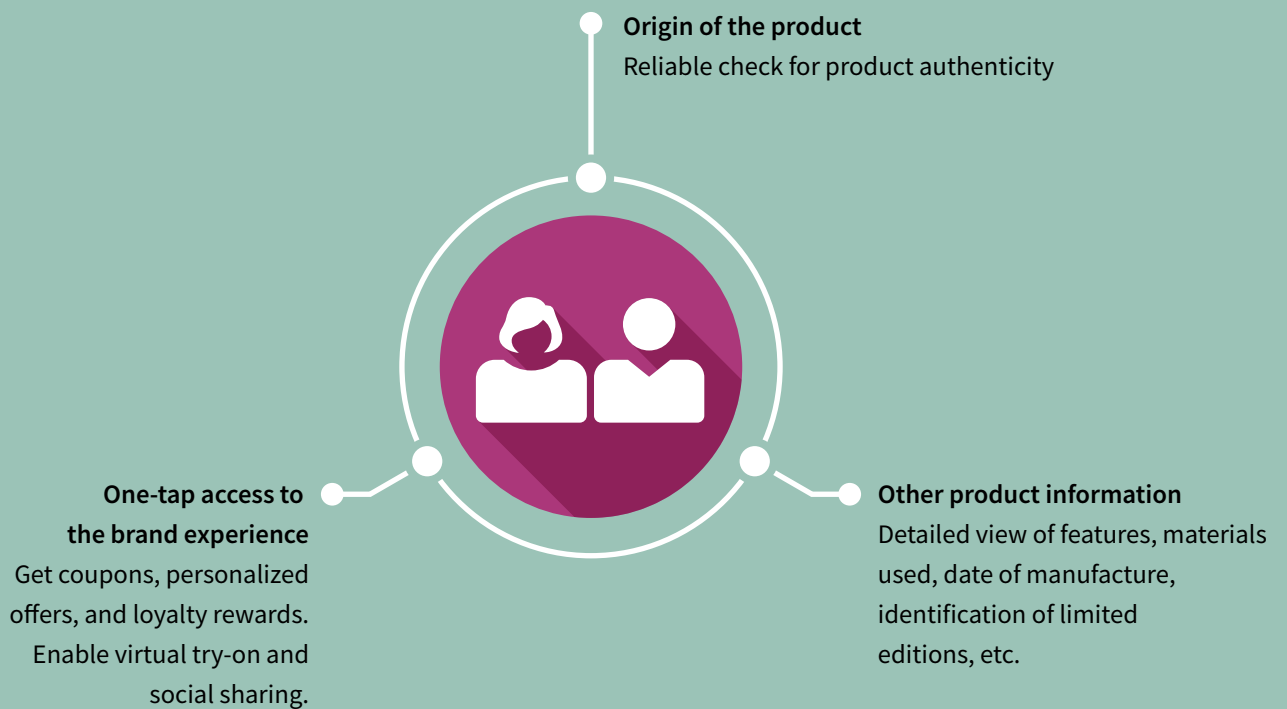 Origin of the product
Reliable check for product authenticity
One-tap access to
the brand experience
Get coupons, personalized
offers, and loyalty rewards.
Enable virtual try-on and
social sharing.
Other product information
Detailed view of features, materials
used, date of manufacture,
identification of limited
editions, etc.